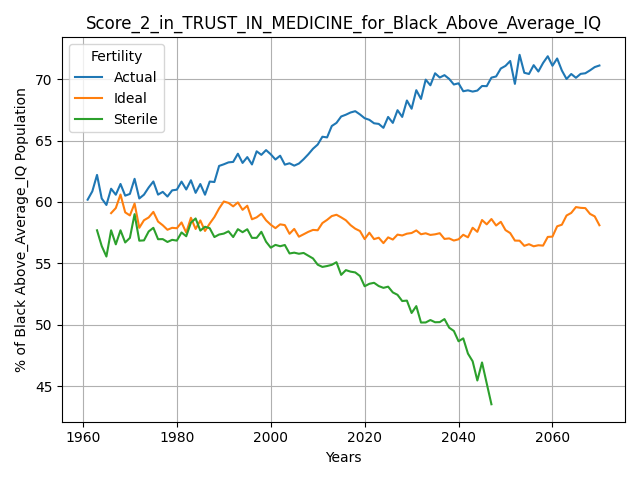 Score_2_in_TRUST_IN_MEDICINE_for_Black_Above_Average_IQ
Fertility
Actual
Ideal
Sterile
% of Black Above_Average_IQ Population
70
65
60
55
50
45
1960
1980
2000
2020
2040
2060
Years